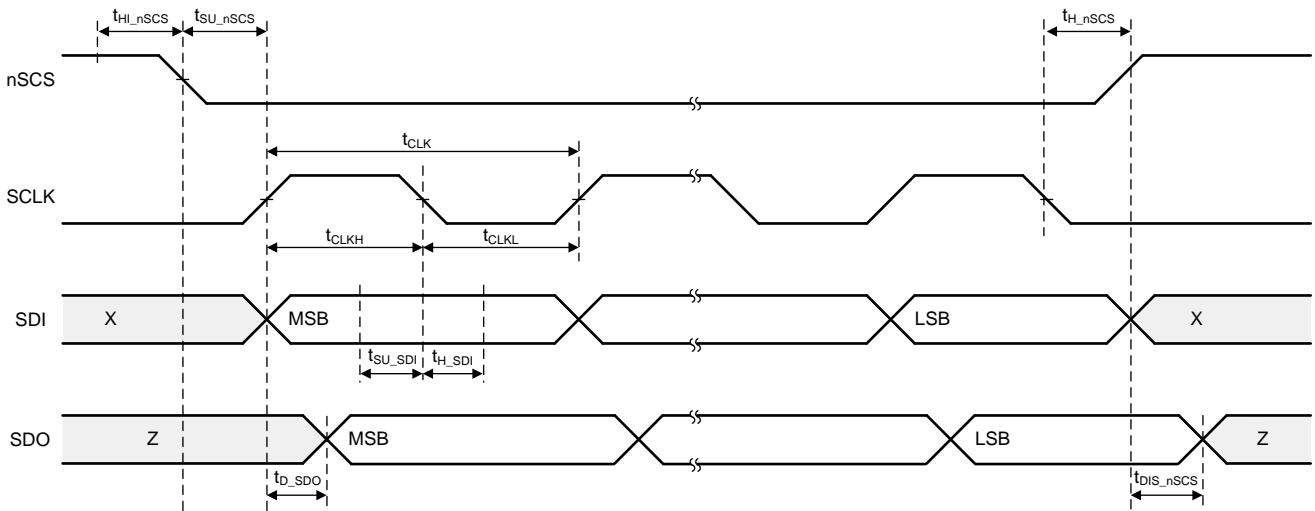 tHI_nSCS tSU_nSCS tH_nSCS
nSCS
tCLK
SCLK
tCLKH tCLKL
SDI X MSB LSB X
tSU_SDI tH_SDI
SDO Z MSB LSB Z
tD_SDO tDIS_nSCS